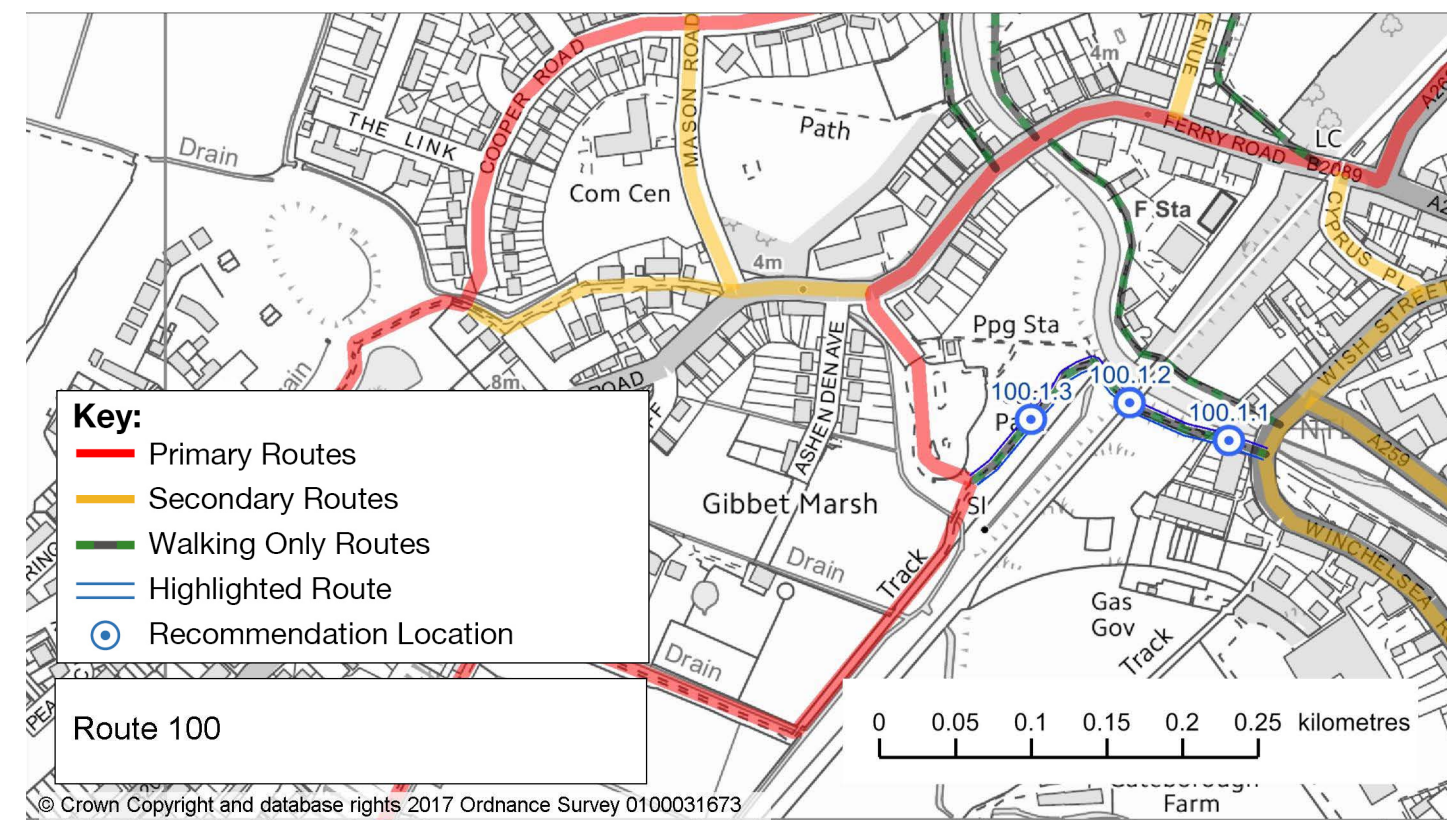 COOPER ROAD
MASON ROAD
ENUE
4m
Path
THE LINK
Drain
LC
FERRY ROAD
B2089
Com Cen
F Sta
CYPRUS PL
4m
Ppg Sta
WISH STREET
8m
ROAD
ASHENDEN AVE
100.1.3
100.1.2
100.1.1
A259
Gibbet Marsh
Sl
WINCHELSEA
Drain
Track
Gas
Gov
Track
Drain
Key:
Primary Routes
Secondary Routes
Walking Only Routes
Highlighted Route
Recommendation Location
Route 100
0 0.05 0.1 0.15 0.2 0.25 kilometres
Farm
© Crown Copyright and database rights 2017 Ordnance Survey 0100031673